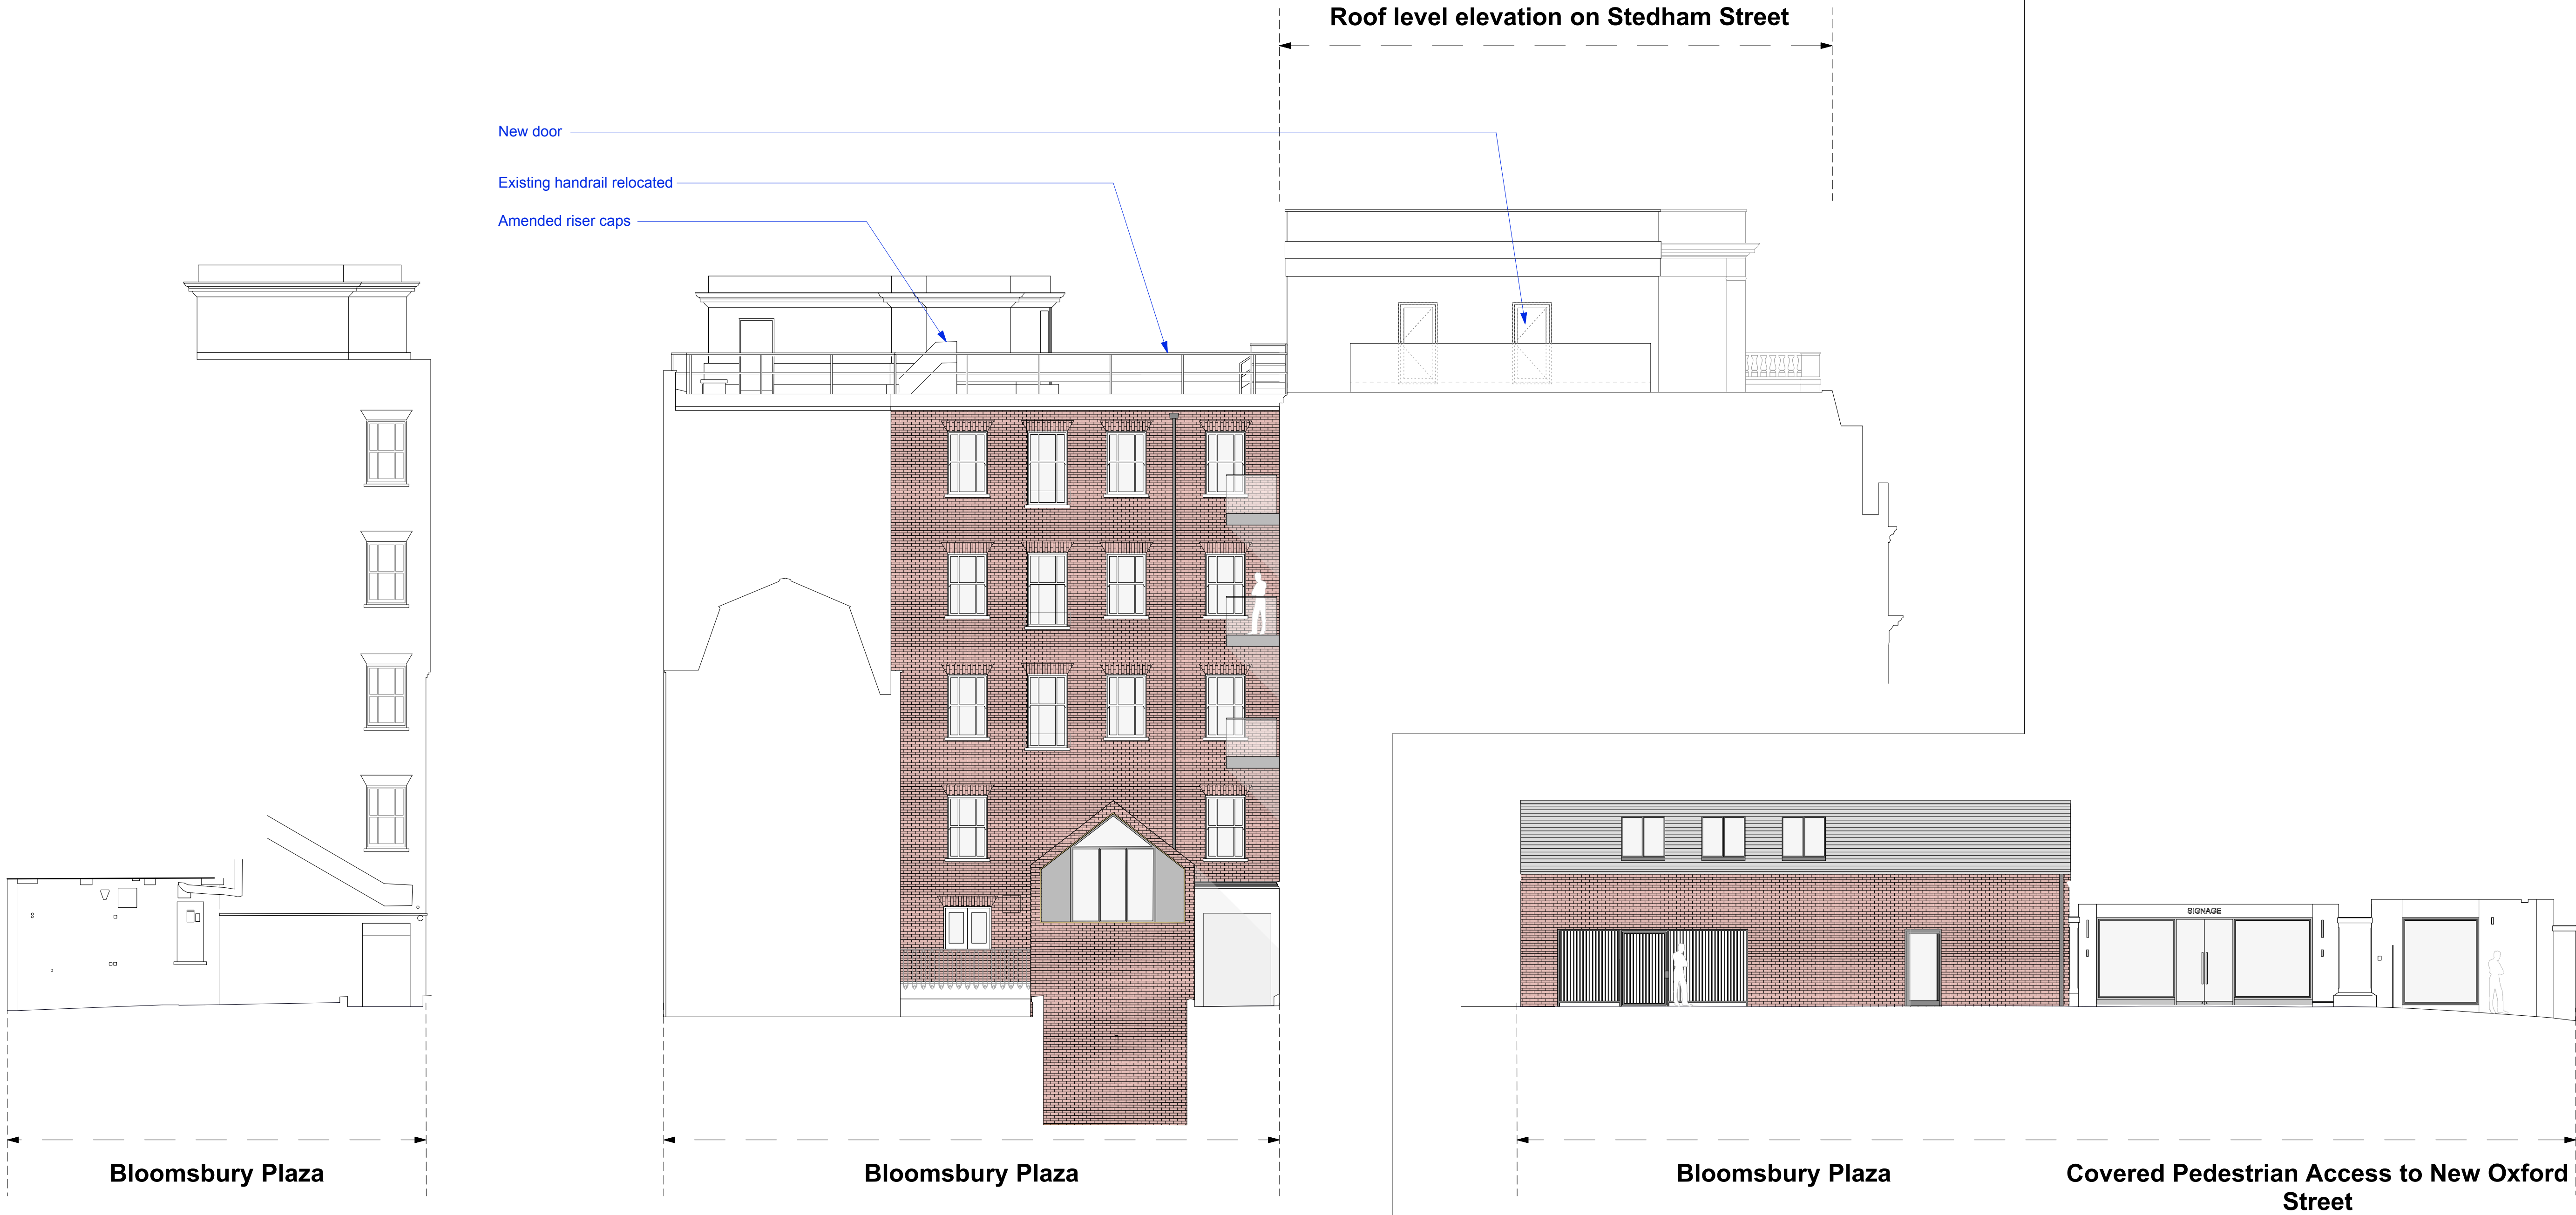 Roof level elevation on Stedham Street
New door
Existing handrail relocated
Amended riser caps
SIGNAGE
Bloomsbury Plaza
Bloomsbury Plaza
Bloomsbury Plaza
Covered Pedestrian Access to New Oxford
Street